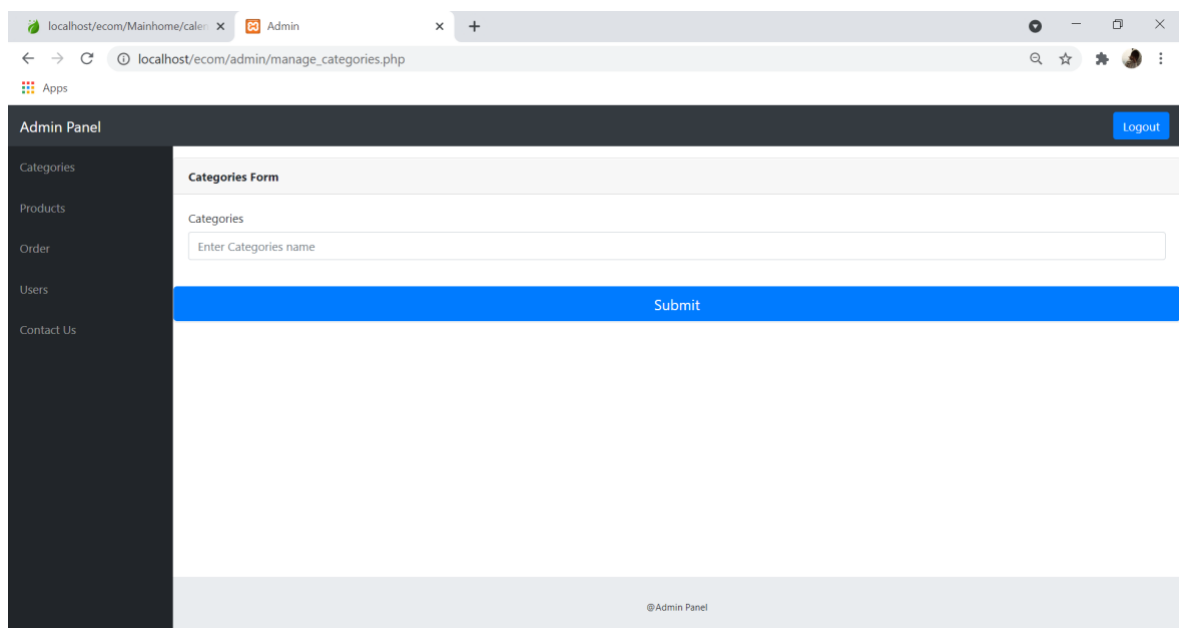 localhost/ecom/Mainhome/calen
Admin
localhost/ecom/admin/manage_categories.php
Apps
Admin Panel
Logout
Categories
Products
Order
Users
Contact Us
Categories Form
Categories
Enter Categories name
Submit
@Admin Panel